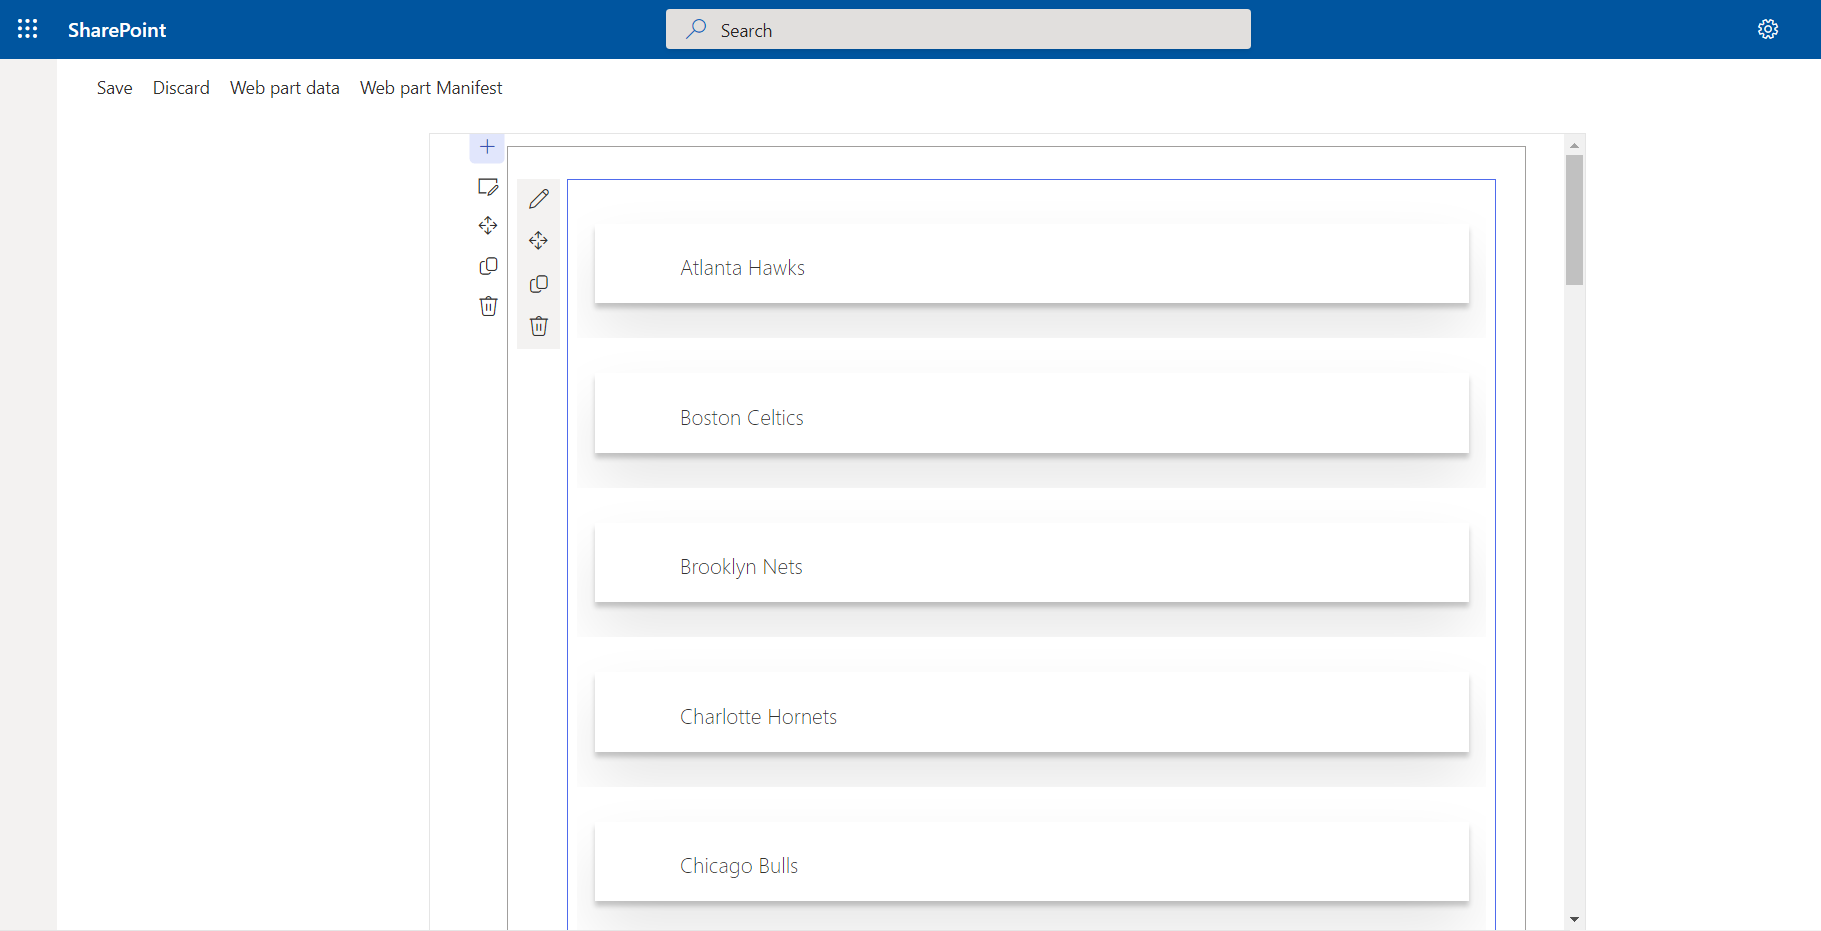 SharePoint
Search
Save Discard Web part data Web part Manifest
Atlanta Hawks
Boston Celtics
Brooklyn Nets
Charlotte Hornets
Chicago Bulls